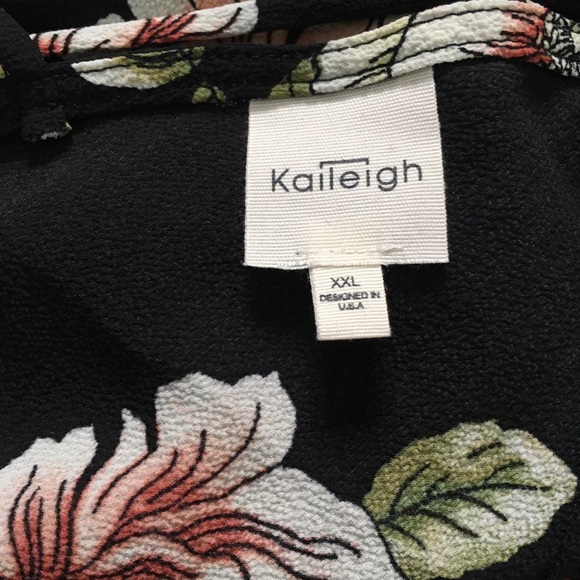 Kaileigh
XXL
DESIGNED IN
U.S.A